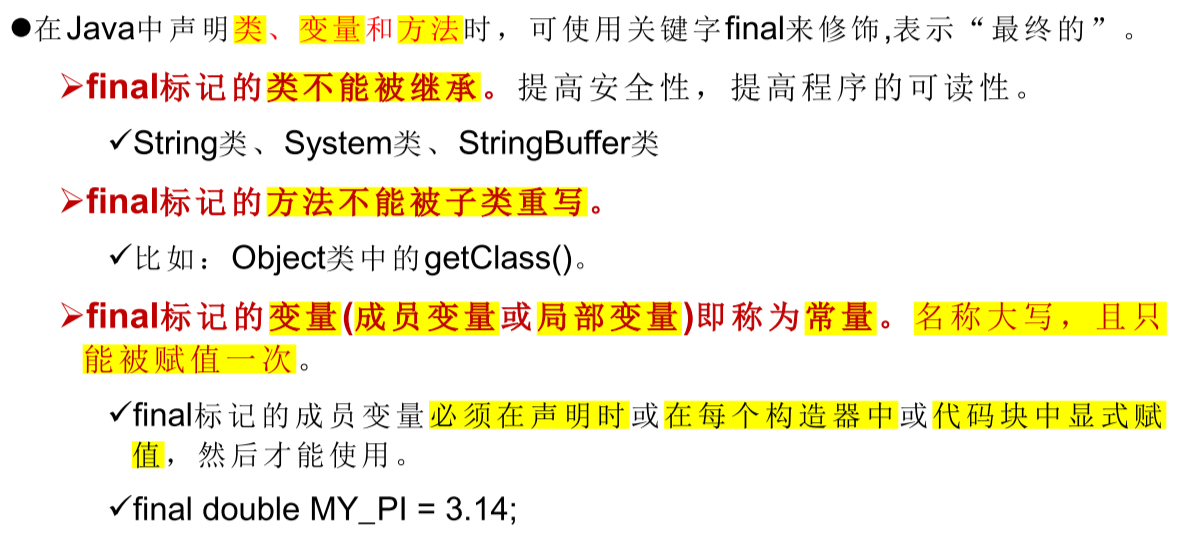 ●在Java中声明类、变量和方法时，可使用关键字final来修饰,表示“最终的”。
➢final标记的类不能被继承。提高安全性，提高程序的可读性。
✓String类、System类、StringBuffer类
➢final标记的方法不能被子类重写。
✓比如：Object类中的getClass()。
➢final标记的变量(成员变量或局部变量)即称为常量。名称大写，且只
能被赋值一次。
✓final标记的成员变量必须在声明时或在每个构造器中或代码块中显式赋
值，然后才能使用。
✓final double MY_PI = 3.14;